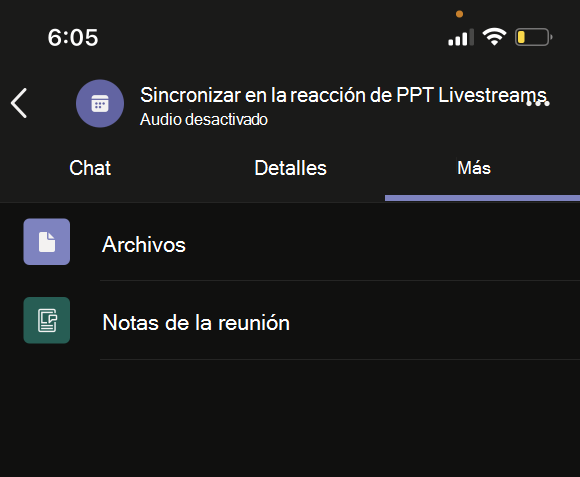 6:05
Sincronizar en la reacción de PPT Livestreams
Audio desactivado
Chat
Detalles
Más
Archivos
Notas de la reunión